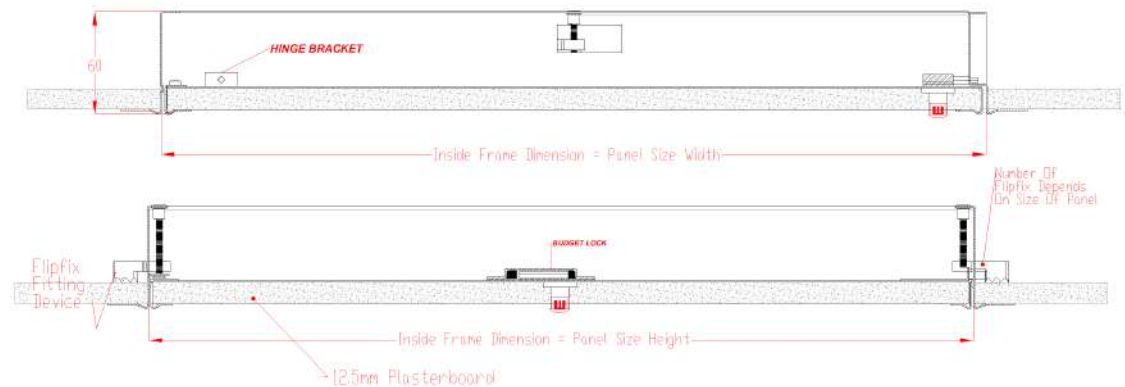 HINGE BRACKET
60
Inside Frame Dimension = Panel Size Width
Number Of
Flipfix Depends
On Size Of Panel
BUDGET LOCK
Flipfix
Fitting
Device
Inside Frame Dimension = Panel Size Height
12.5mm Plasterboard